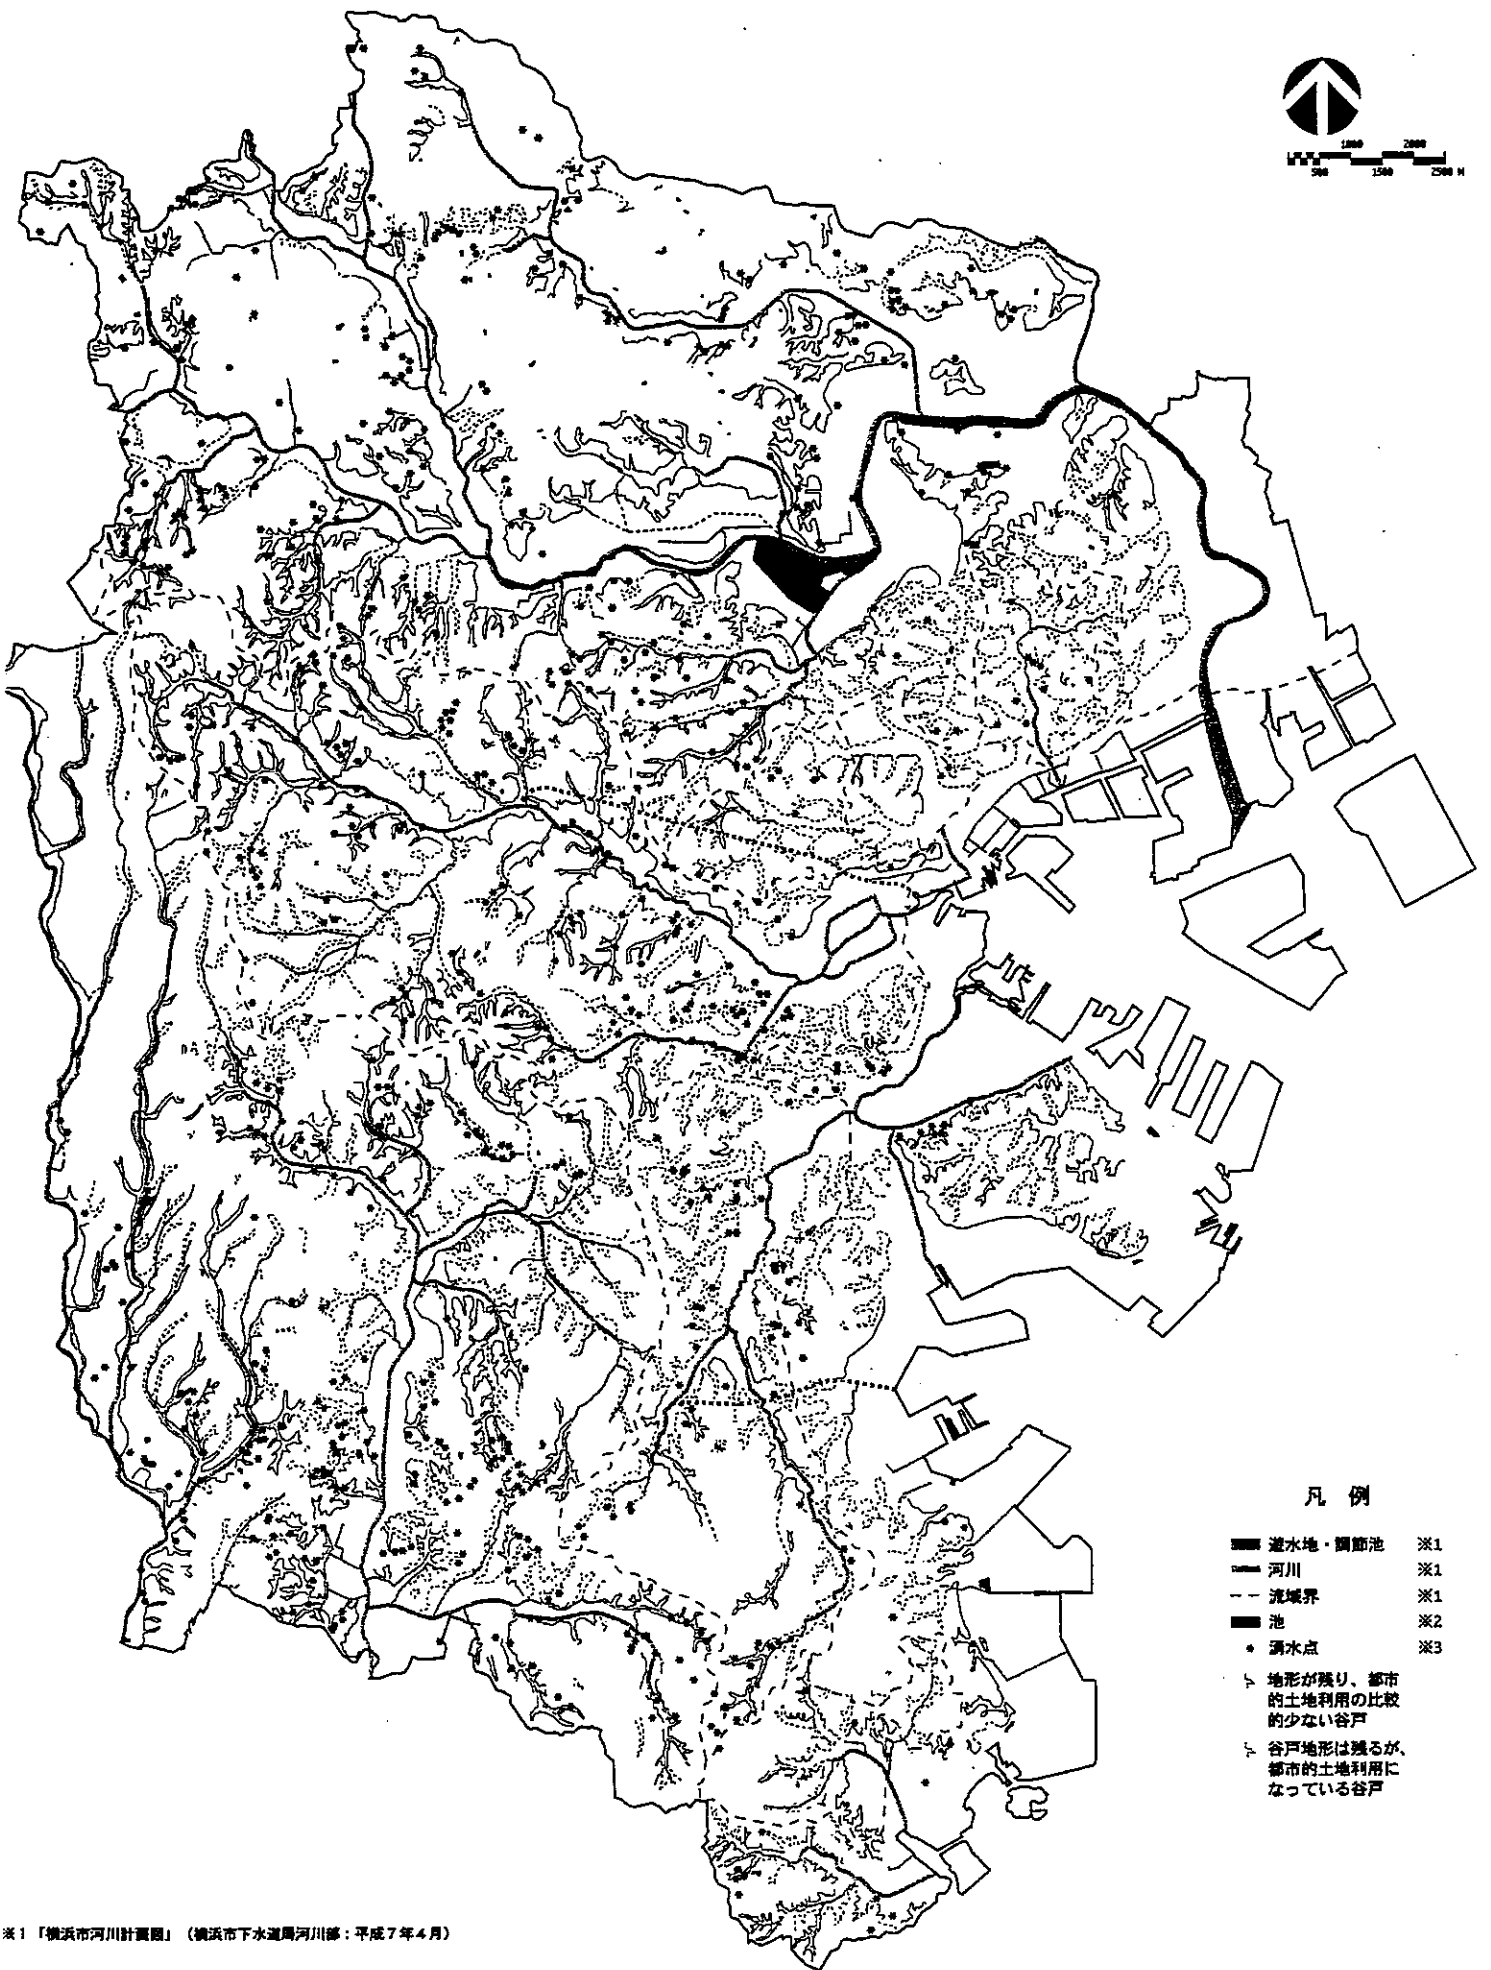 1000 2000
500 1500 2500 M
凡 例
遊水地・調節池 ※1
河川 ※1
流域界 ※1
池 ※2
湧水点 ※3
地形が残り、都市
的土地利用の比較
的少ない谷戸
谷戸地形は残るが、
都市的土地利用に
なっている谷戸
※1「横浜市河川計画図」（横浜市下水道局河川部：平成7年4月）